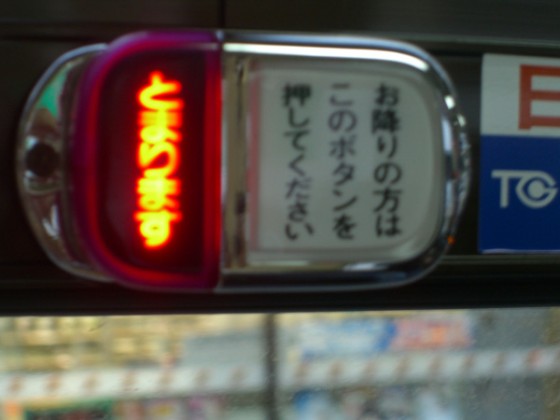 お降りの方は
このボタンを
押してください
とまります
TC